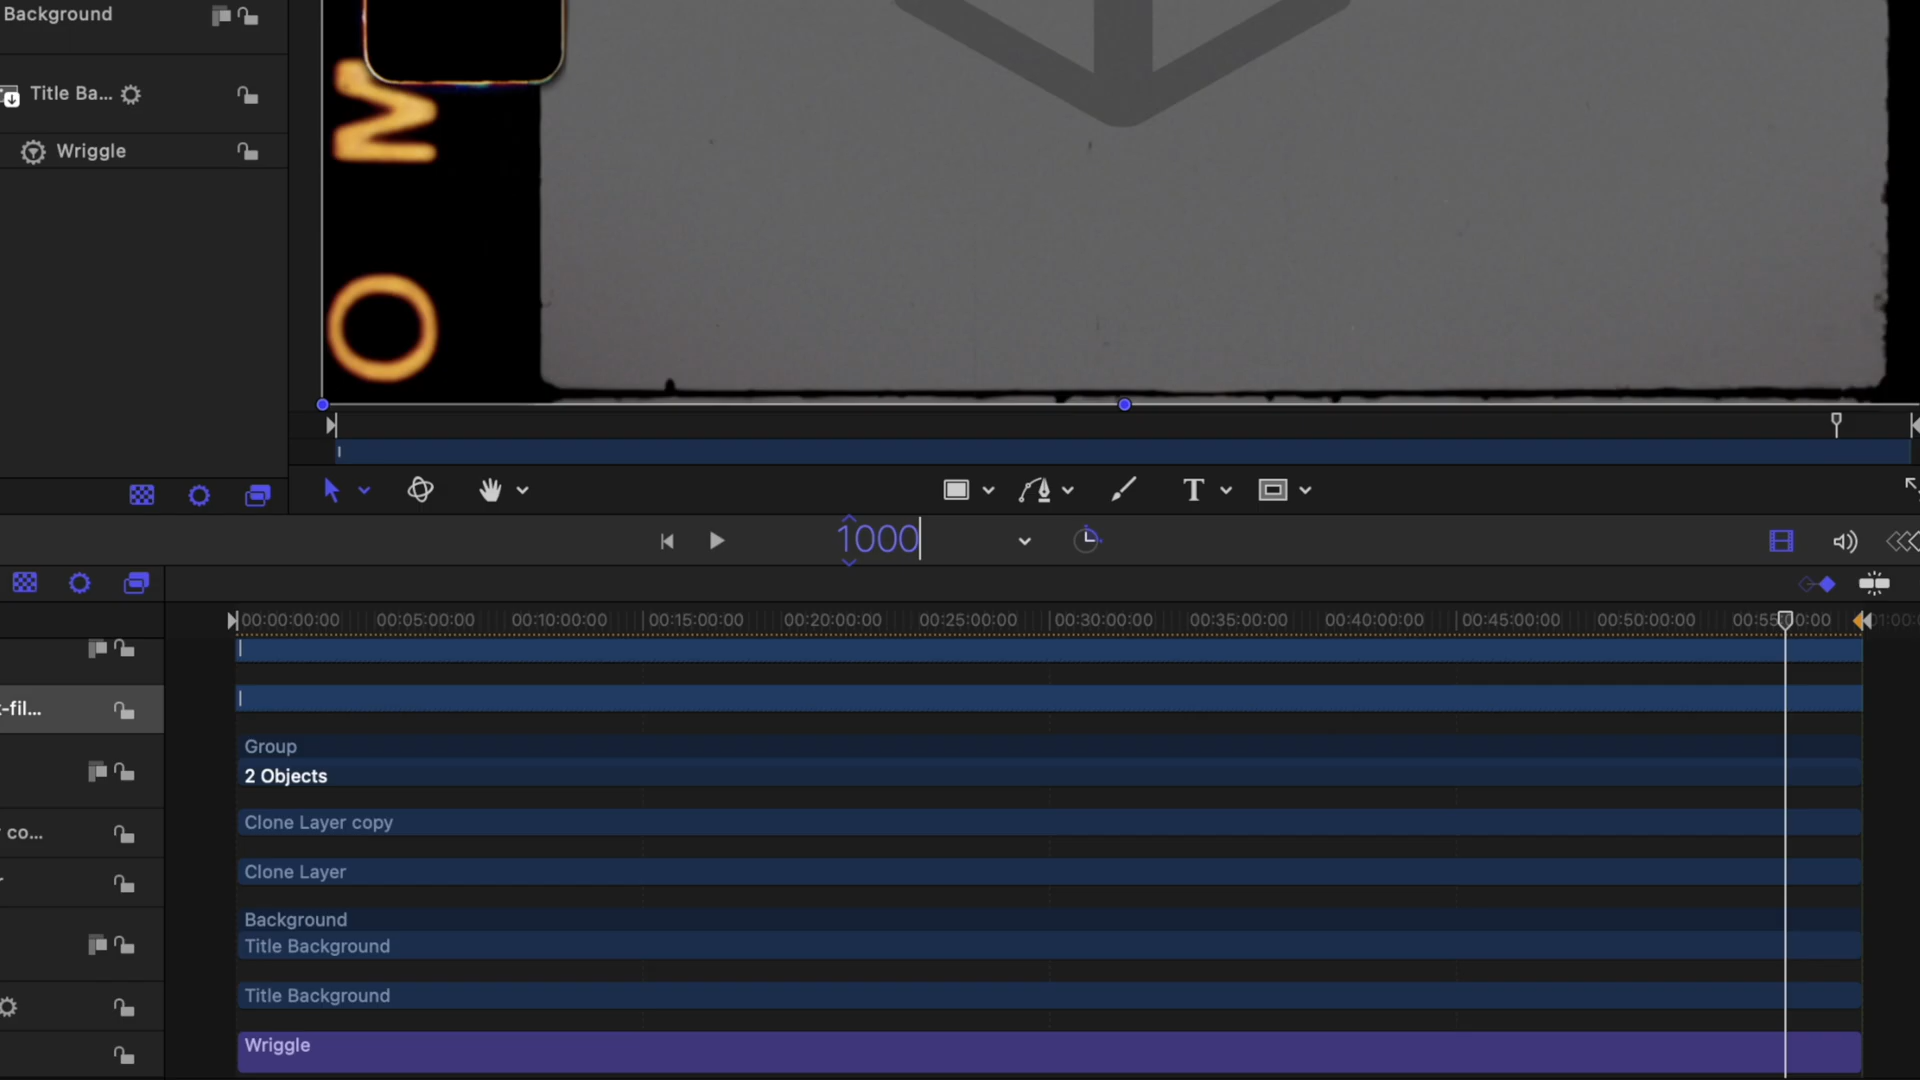 Background
Title Ba...
Wriggle
M
O
T
1000
00:00:00:00 00:05:00:00 00:10:00:00 00:15:00:00 00:20:00:00 00:25:00:00 00:30:00:00 00:35:00:00 00:40:00:00 00:45:00:00 00:50:00:00 00:55:00:00 01:00:
-fil...
Group
2 Objects
co...
Clone Layer copy
Clone Layer
Background
Title Background
Title Background
Wriggle